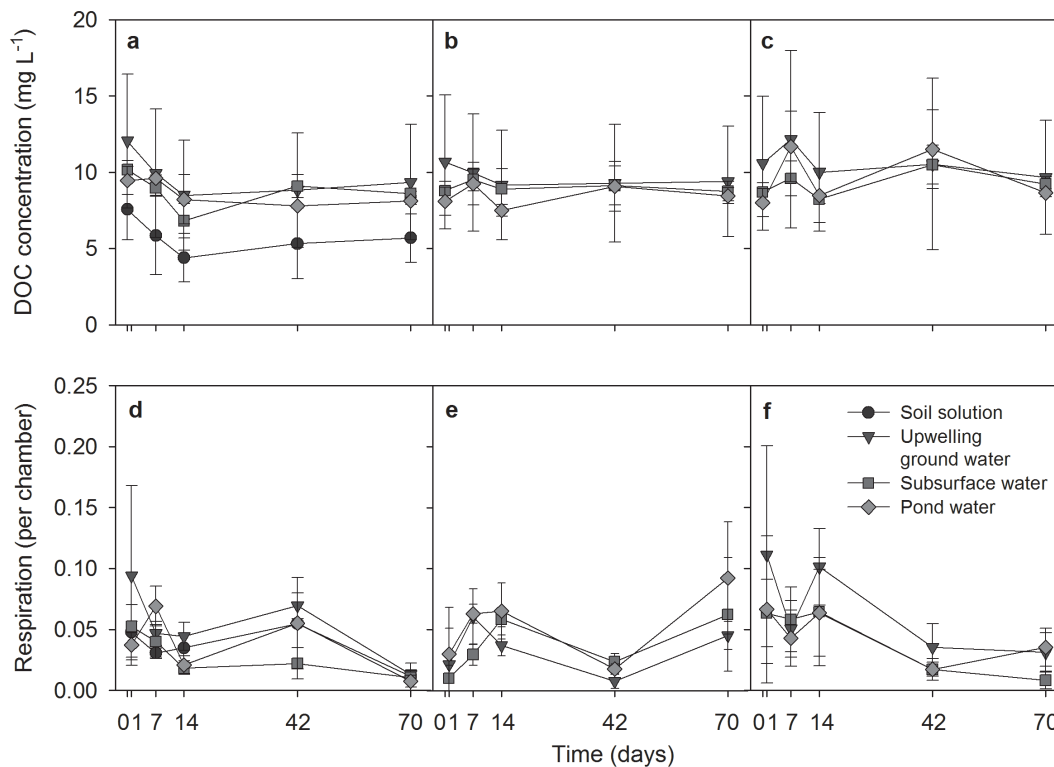 20
15
10
5
0
DOC concentration (mg L⁻¹)
a
b
c
0.25
0.20
0.15
0.10
0.05
0.00
Respiration (per chamber)
d
e
f
Soil solution
Upwelling
ground water
Subsurface water
Pond water
01 7 14 42 70
01 7 14 42 70
01 7 14 42 70
Time (days)